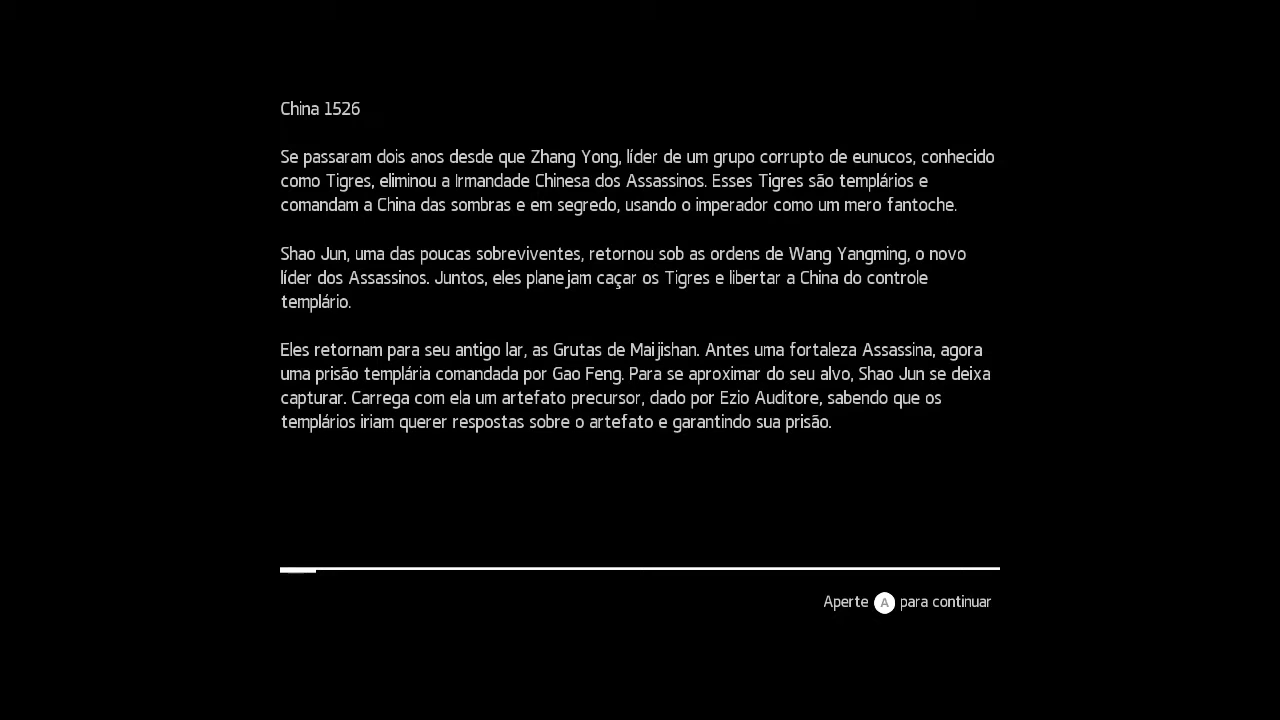 China 1526
Se passaram dois anos desde que Zhang Yong, líder de um grupo corrupto de eunucos, conhecido
como Tigres, eliminou a Irmandade Chinesa dos Assassinos. Esses Tigres são templários e
comandam a China das sombras e em segredo, usando o imperador como um mero fantoche.
Shao Jun, uma das poucas sobreviventes, retornou sob as ordens de Wang Yangming, o novo
líder dos Assassinos. Juntos, eles planejam caçar os Tigres e libertar a China do controle
templário.
Eles retornam para seu antigo lar, as Grutas de Maijishan. Antes uma fortaleza Assassina, agora
uma prisão templária comandada por Gao Feng. Para se aproximar do seu alvo, Shao Jun se deixa
capturar. Carrega com ela um artefato precursor, dado por Ezio Auditore, sabendo que os
templários iriam querer respostas sobre o artefato e garantindo sua prisão.
Aperte A para continuar